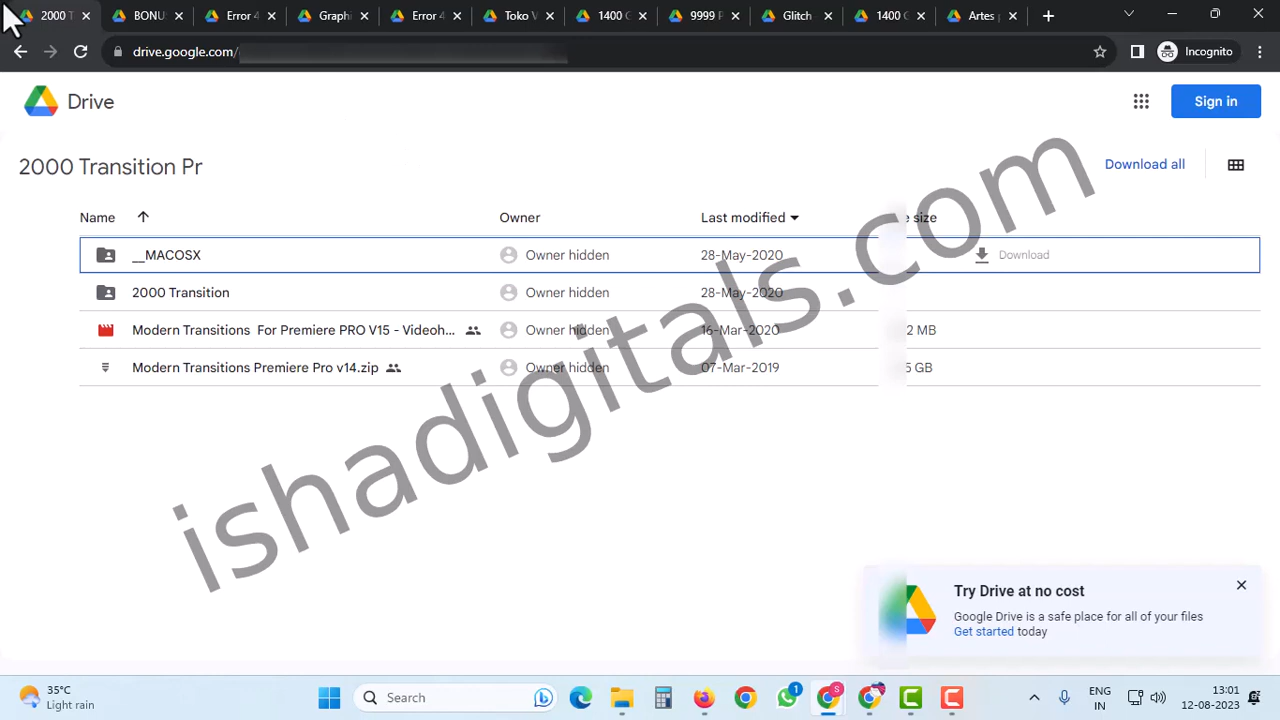 2000 T
BONU
Error 4
Graphi
Error 4
Toko V
1400 G
999
Glitch
1400 G
Artes p
drive.google.com/
Incognito
Drive
Sign in
2000 Transition Pr
Download all
Name
Owner
Last modified
size
__MACOSX
Owner hidden
28-May-2020
Download
2000 Transition
Owner hidden
28-May-2020
Modern Transitions For Premiere PRO V15 - Videoh...
Owner hidden
16-Mar-2020
2 MB
Modern Transitions Premiere Pro v14.zip
Owner hidden
07-Mar-2019
5 GB
ishadigitals.com
Try Drive at no cost
Google Drive is a safe place for all of your files
Get started today
35°C
Light rain
Search
1
S
ENG
IN
13:01
12-08-2023